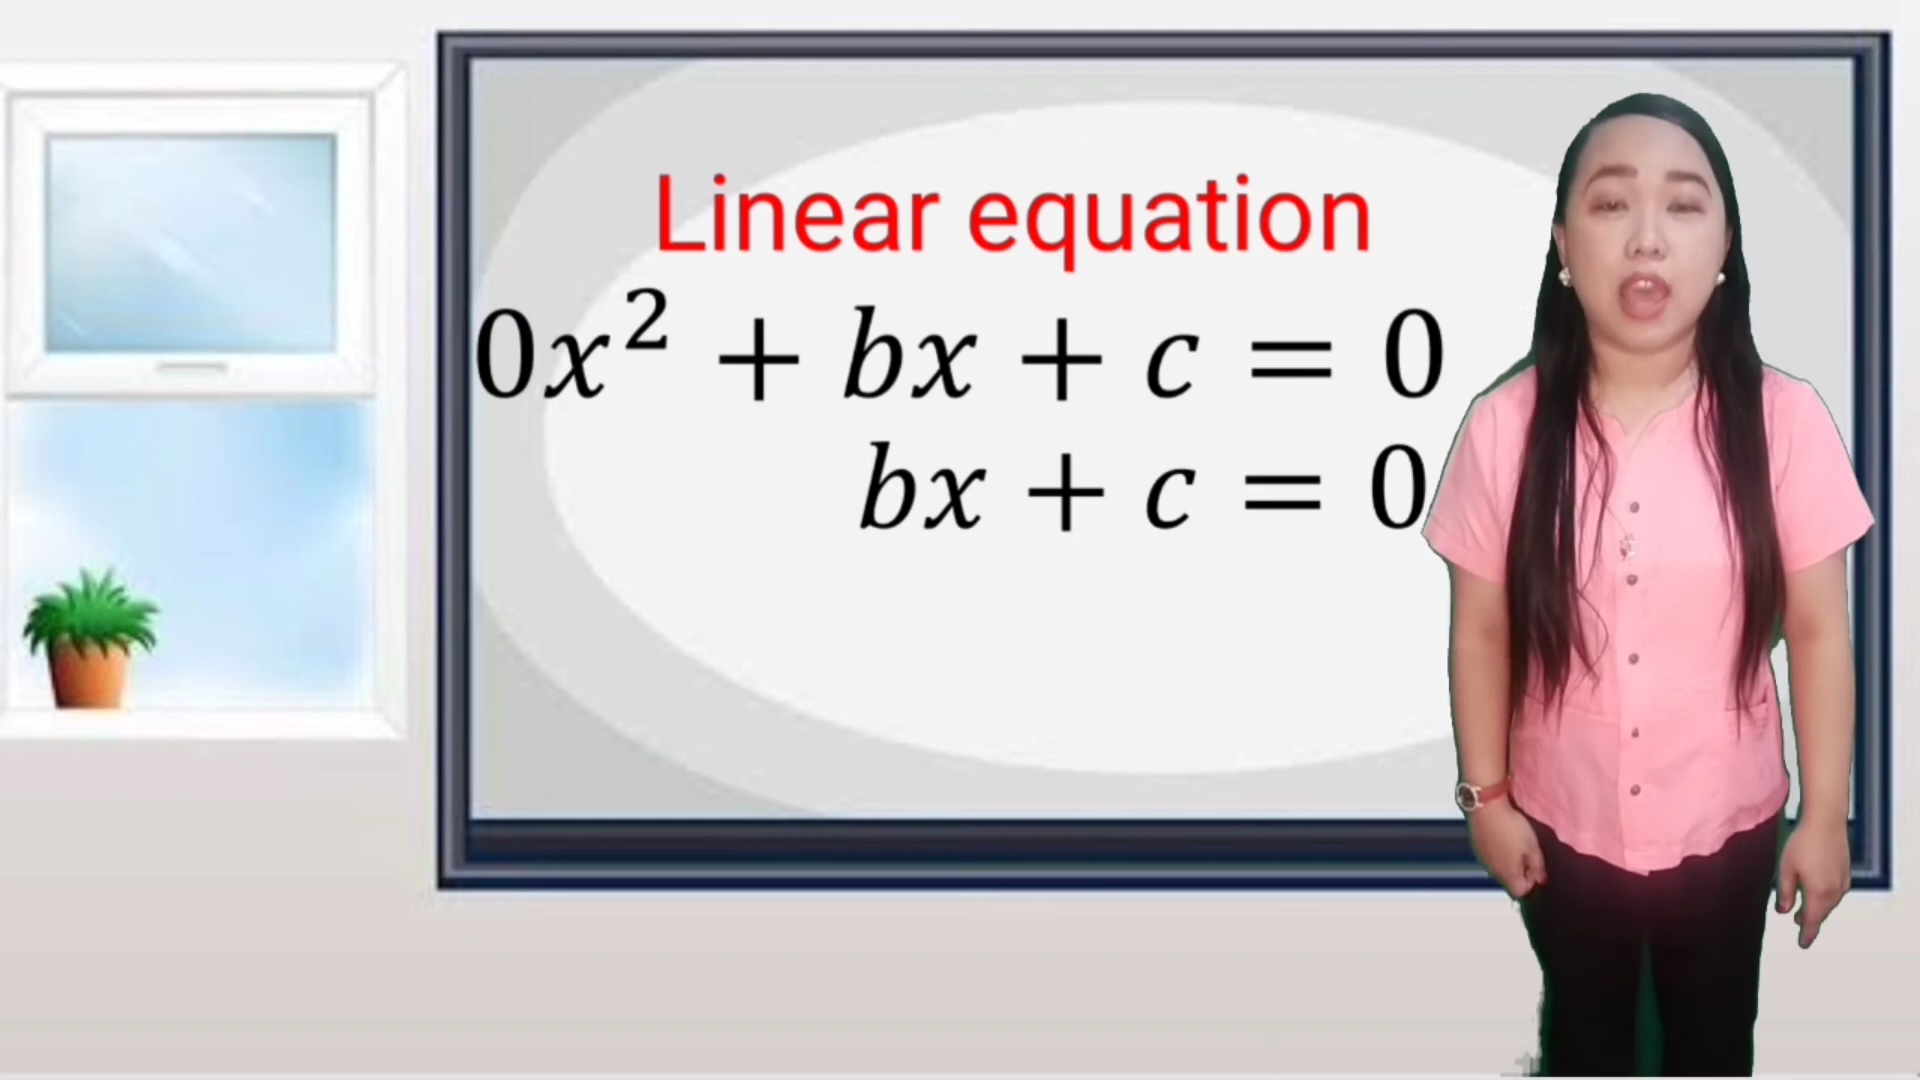 Linear equation
0x² + bx + c = 0
bx + c = 0